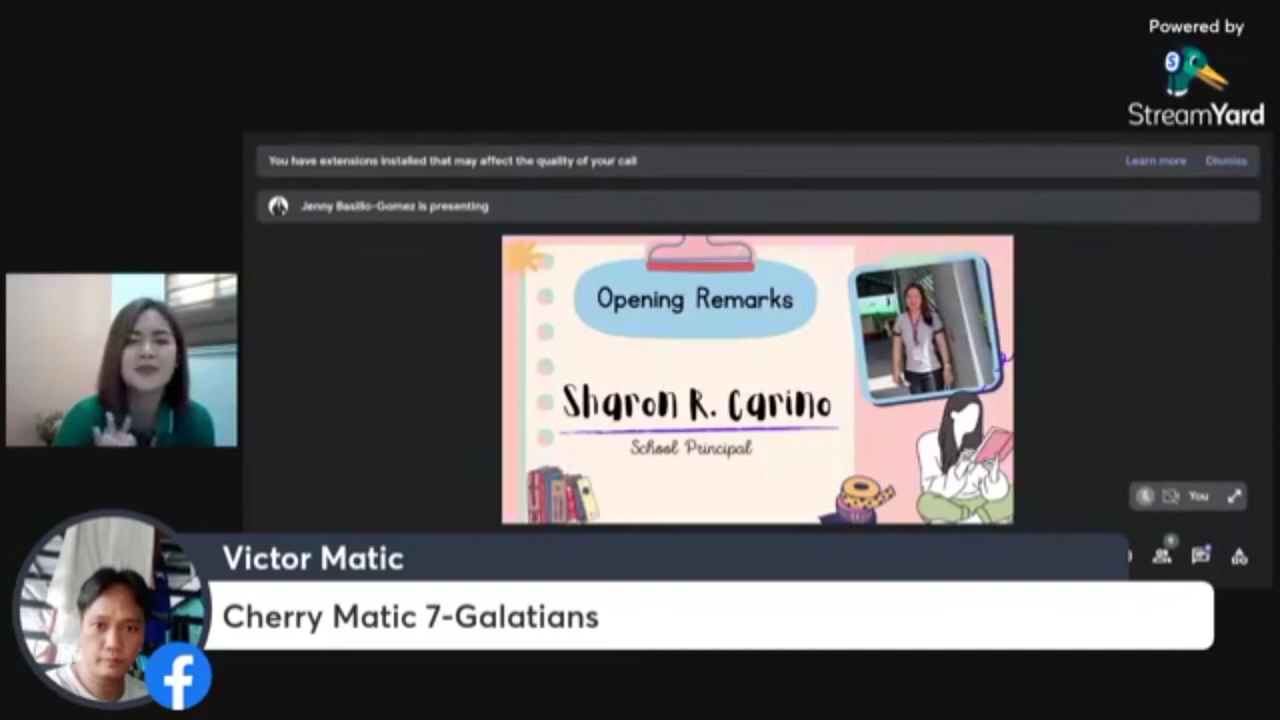 Powered by
StreamYard
You have extensions installed that may affect the quality of your call
Learn more Dismiss
Jenny Basilio-Gomez is presenting
Opening Remarks
Sharon R. Carino
School Principal
You
Victor Matic
Cherry Matic 7-Galatians